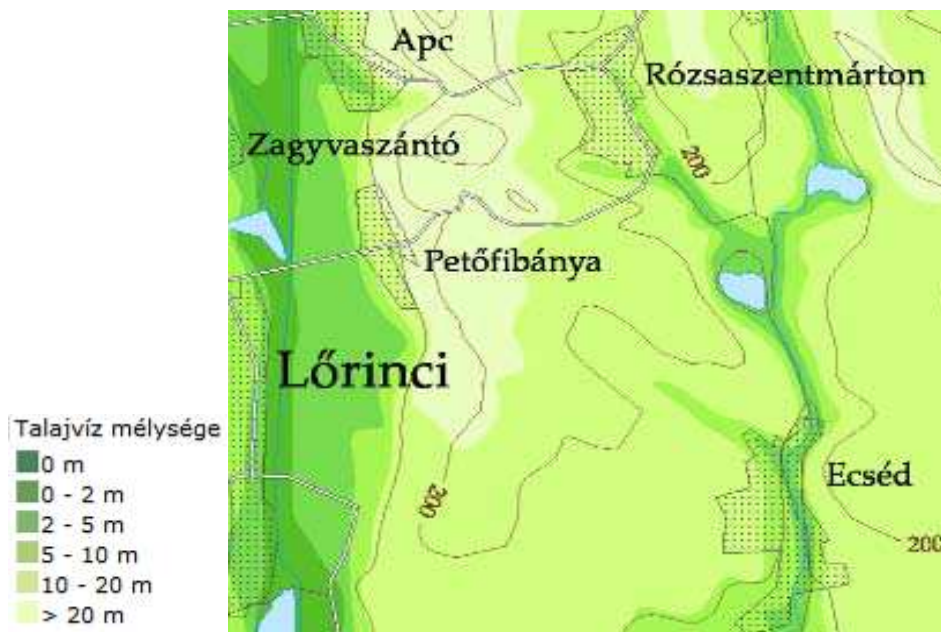 Apc
Rózsaszentmárton
Zagyvaszántó
200
Petőfibánya
Lőrinci
Talajvíz mélysége
0 m
0 - 2 m
2 - 5 m
5 - 10 m
10 - 20 m
> 20 m
Ecséd
200
200